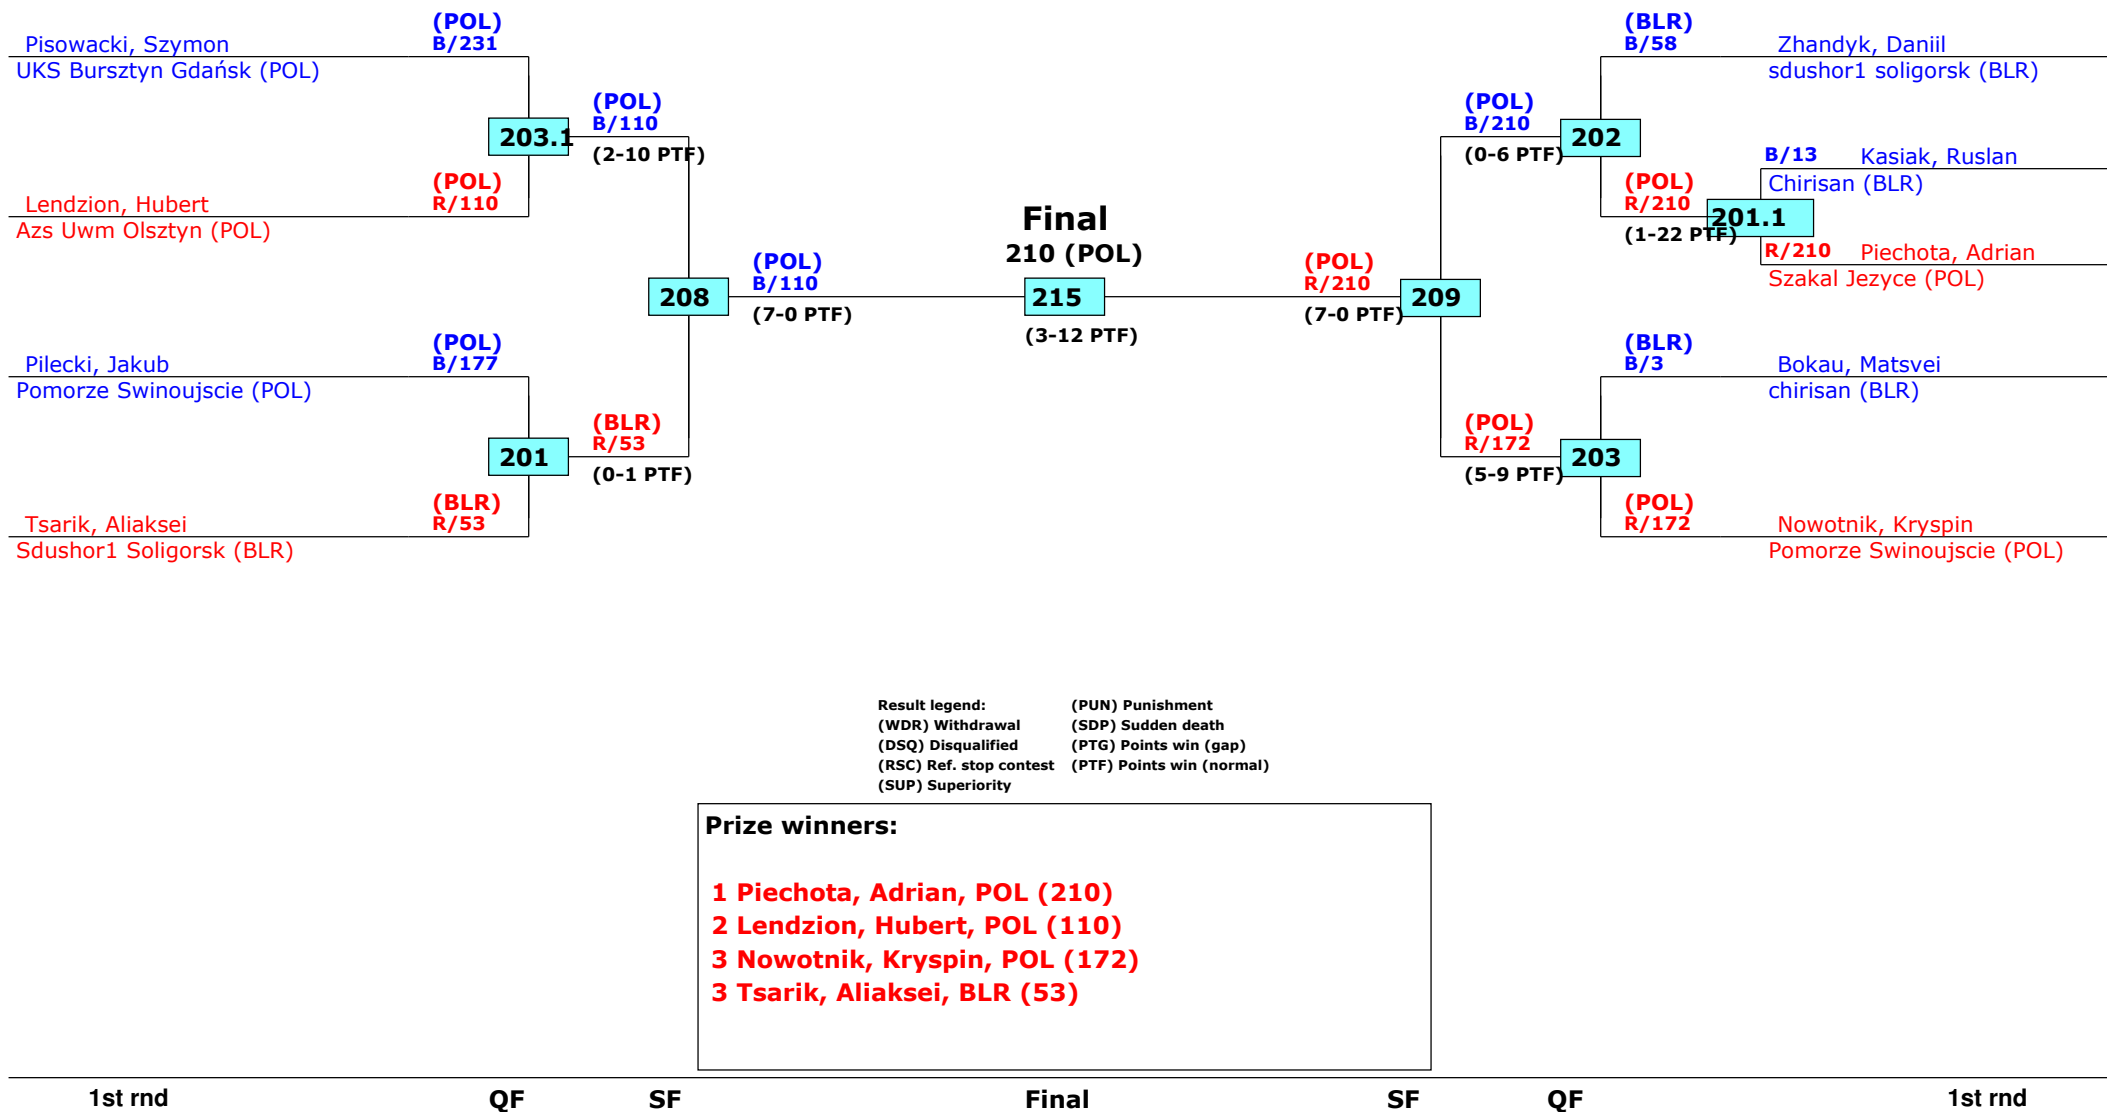 (POL)
B/231
Pisowacki, Szymon
UKS Bursztyn Gdańsk (POL)
203.1
(POL)
B/110
(2-10 PTF)
(POL)
R/110
Lendzion, Hubert
Azs Uwm Olsztyn (POL)
208
(POL)
B/110
(7-0 PTF)
(POL)
B/177
Pilecki, Jakub
Pomorze Swinoujscie (POL)
201
(BLR)
R/53
(0-1 PTF)
(BLR)
R/53
Tsarik, Aliaksei
Sdushor1 Soligorsk (BLR)
Final
210 (POL)
215
(3-12 PTF)
(BLR)
B/58
Zhandyk, Daniil
sdushor1 soligorsk (BLR)
(POL)
B/210
(0-6 PTF)
202
B/13
Kasiak, Ruslan
Chirisan (BLR)
(POL)
R/210
(1-22 PTF)
201.1
R/210
Piechota, Adrian
Szakal Jezyce (POL)
(POL)
R/210
(7-0 PTF)
209
(BLR)
B/3
Bokau, Matsvei
chirisan (BLR)
(POL)
R/172
(5-9 PTF)
203
(POL)
R/172
Nowotnik, Kryspin
Pomorze Swinoujscie (POL)
Result legend:
(WDR) Withdrawal
(DSQ) Disqualified
(RSC) Ref. stop contest
(SUP) Superiority
(PUN) Punishment
(SDP) Sudden death
(PTG) Points win (gap)
(PTF) Points win (normal)
Prize winners:
1 Piechota, Adrian, POL (210)
2 Lendzion, Hubert, POL (110)
3 Nowotnik, Kryspin, POL (172)
3 Tsarik, Aliaksei, BLR (53)
1st rnd QF SF Final SF QF 1st rnd